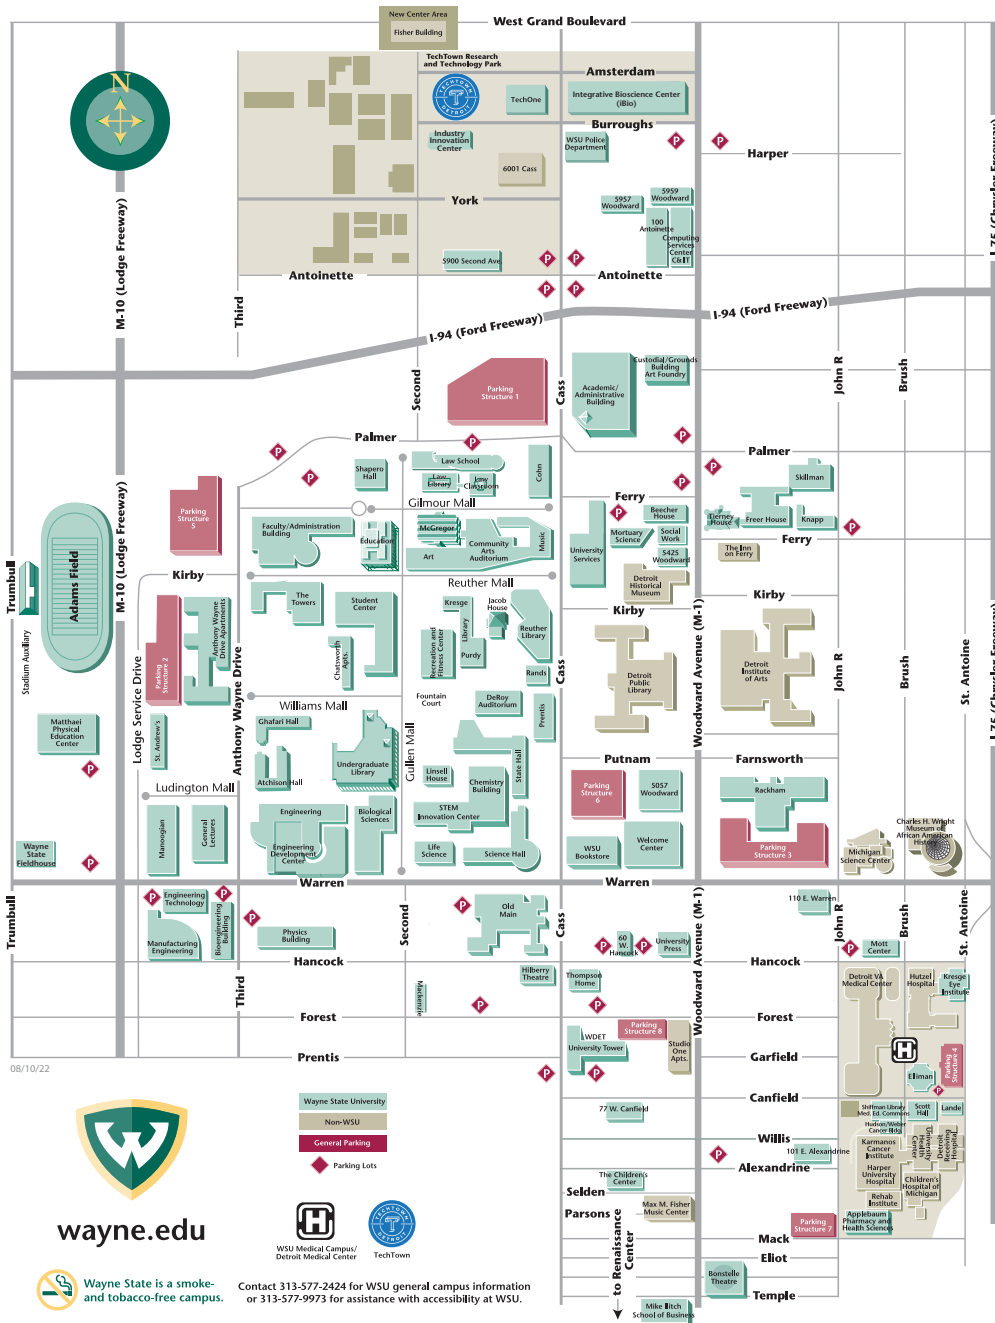 New Center Area
Fisher Building
West Grand Boulevard
TechTown Research
and Technology Park
Amsterdam
TECHTOWN
DETROIT
TechOne
Integrative Bioscience Center
(iBio)
Burroughs
Industry
Innovation
Center
WSU Police
Department
6001 Cass
Harper
York
5957
Woodward
5959
Woodward
100
Antoinette
Computing
Services
Center
C&IT
5900 Second Ave.
Antoinette
Antoinette
N
M-10 (Lodge Freeway)
Third
I-94 (Ford Freeway)
I-94 (Ford Freeway)
I-75 (Chrysler Freeway)
Second
Cass
John R
Brush
Parking
Structure 1
Academic/
Administrative
Building
Custodial/Grounds
Building
Art Foundry
Palmer
Palmer
Shapero
Hall
Law School
Law
Library
Jury
Classroom
Cohn
Gilmour Mall
Ferry
Skillman
Parking
Structure
5
Faculty/Administration
Building
Education
McGregor
Art
Community
Arts
Auditorium
Music
University
Services
Beecher
House
Mortuary
Science
Social
Work
5425
Woodward
Tierney
House
Freer House
Knapp
The Inn
on Ferry
Ferry
Detroit
Historical
Museum
Trumbull
Adams Field
Stadium Auxiliary
M-10 (Lodge Freeway)
Kirby
Reuther Mall
Kirby
Kirby
Parking
Structure 2
Anthony Wayne
Drive Apartments
The
Towers
Student
Center
Chatsworth
Apts.
Kresge
Library
Purdy
Jacob
House
Recreation and
Fitness Center
Reuther
Library
Rands
Cass
Detroit
Public
Library
Woodward Avenue (M-1)
Detroit
Institute
of Arts
John R
Brush
St. Antoine
I-75 (Chrysler Freeway)
Matthaei
Physical
Education
Center
Lodge Service Drive
St. Andrew's
Anthony Wayne Drive
Williams Mall
Ghafari Hall
Atchison Hall
Undergraduate
Library
Gullen Mall
Fountain
Court
DeRoy
Auditorium
Prentis
State Hall
Linsell
House
Chemistry
Building
STEM
Innovation Center
Putnam
Farnsworth
Parking
Structure
6
5057
Woodward
Rackham
Ludington Mall
Manoogian
General
Lectures
Engineering
Engineering
Development
Center
Biological
Sciences
Life
Science
Science Hall
WSU
Bookstore
Welcome
Center
Parking
Structure 3
Michigan
Science Center
Charles H. Wright
Museum of
African American
History
Wayne
State
Fieldhouse
Warren
Warren
Trumbull
Engineering
Technology
Manufacturing
Engineering
Bioengineering
Building
Physics
Building
Second
Old
Main
Cass
60
W.
Hancock
University
Press
Woodward Avenue (M-1)
110 E. Warren
John R
Brush
St. Antoine
Mott
Center
Hancock
Hancock
Third
Mackenzie
Hilberry
Theatre
Thompson
Home
Detroit VA
Medical Center
Hutzel
Hospital
Kresge
Eye
Institute
Forest
Forest
WDET
University Tower
Parking
Structure 8
Studio
One
Apts.
Prentis
Garfield
H
Elliman
Parking
Structure 4
08/10/22
Canfield
77 W. Canfield
Shiffman Library
Med. Ed. Commons
Scott
Hall
Lande
Hudson/Weber
Cancer Bldg.
Willis
101 E. Alexandrine
Alexandrine
Karmanos
Cancer
Institute
University
Health
Center
Detroit
Receiving
Hospital
Harper
University
Hospital
Children's
Hospital of
Michigan
Rehab
Institute
The Children's
Center
Selden
Parsons
Max M. Fisher
Music Center
Parking
Structure 7
Applebaum
Pharmacy and
Health Sciences
Mack
Eliot
Bonstelle
Theatre
Temple
to Renaissance
Center
Mike Ilitch
School of Business
W
wayne.edu
Wayne State University
Non-WSU
General Parking
P Parking Lots
H
WSU Medical Campus/
Detroit Medical Center
TECHTOWN
DETROIT
TechTown
Wayne State is a smoke-
and tobacco-free campus.
Contact 313-577-2424 for WSU general campus information
or 313-577-9973 for assistance with accessibility at WSU.